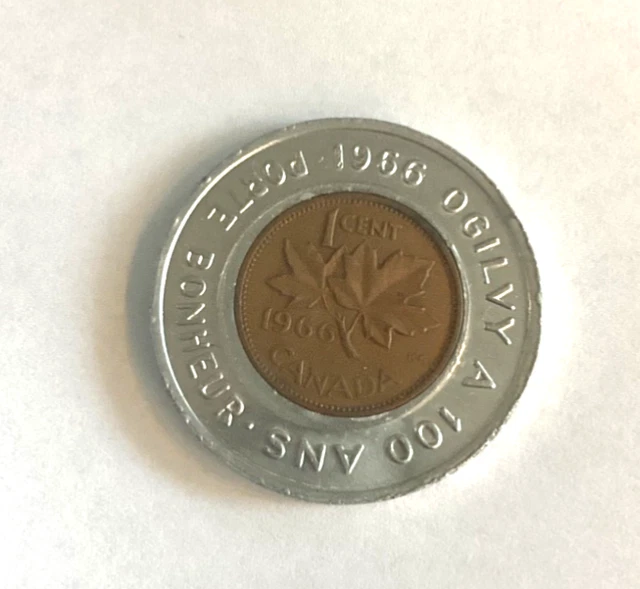 1966 OGILVY A 100 ANS ·
PORTE BONHEUR ·
1 CENT
1966
CANADA